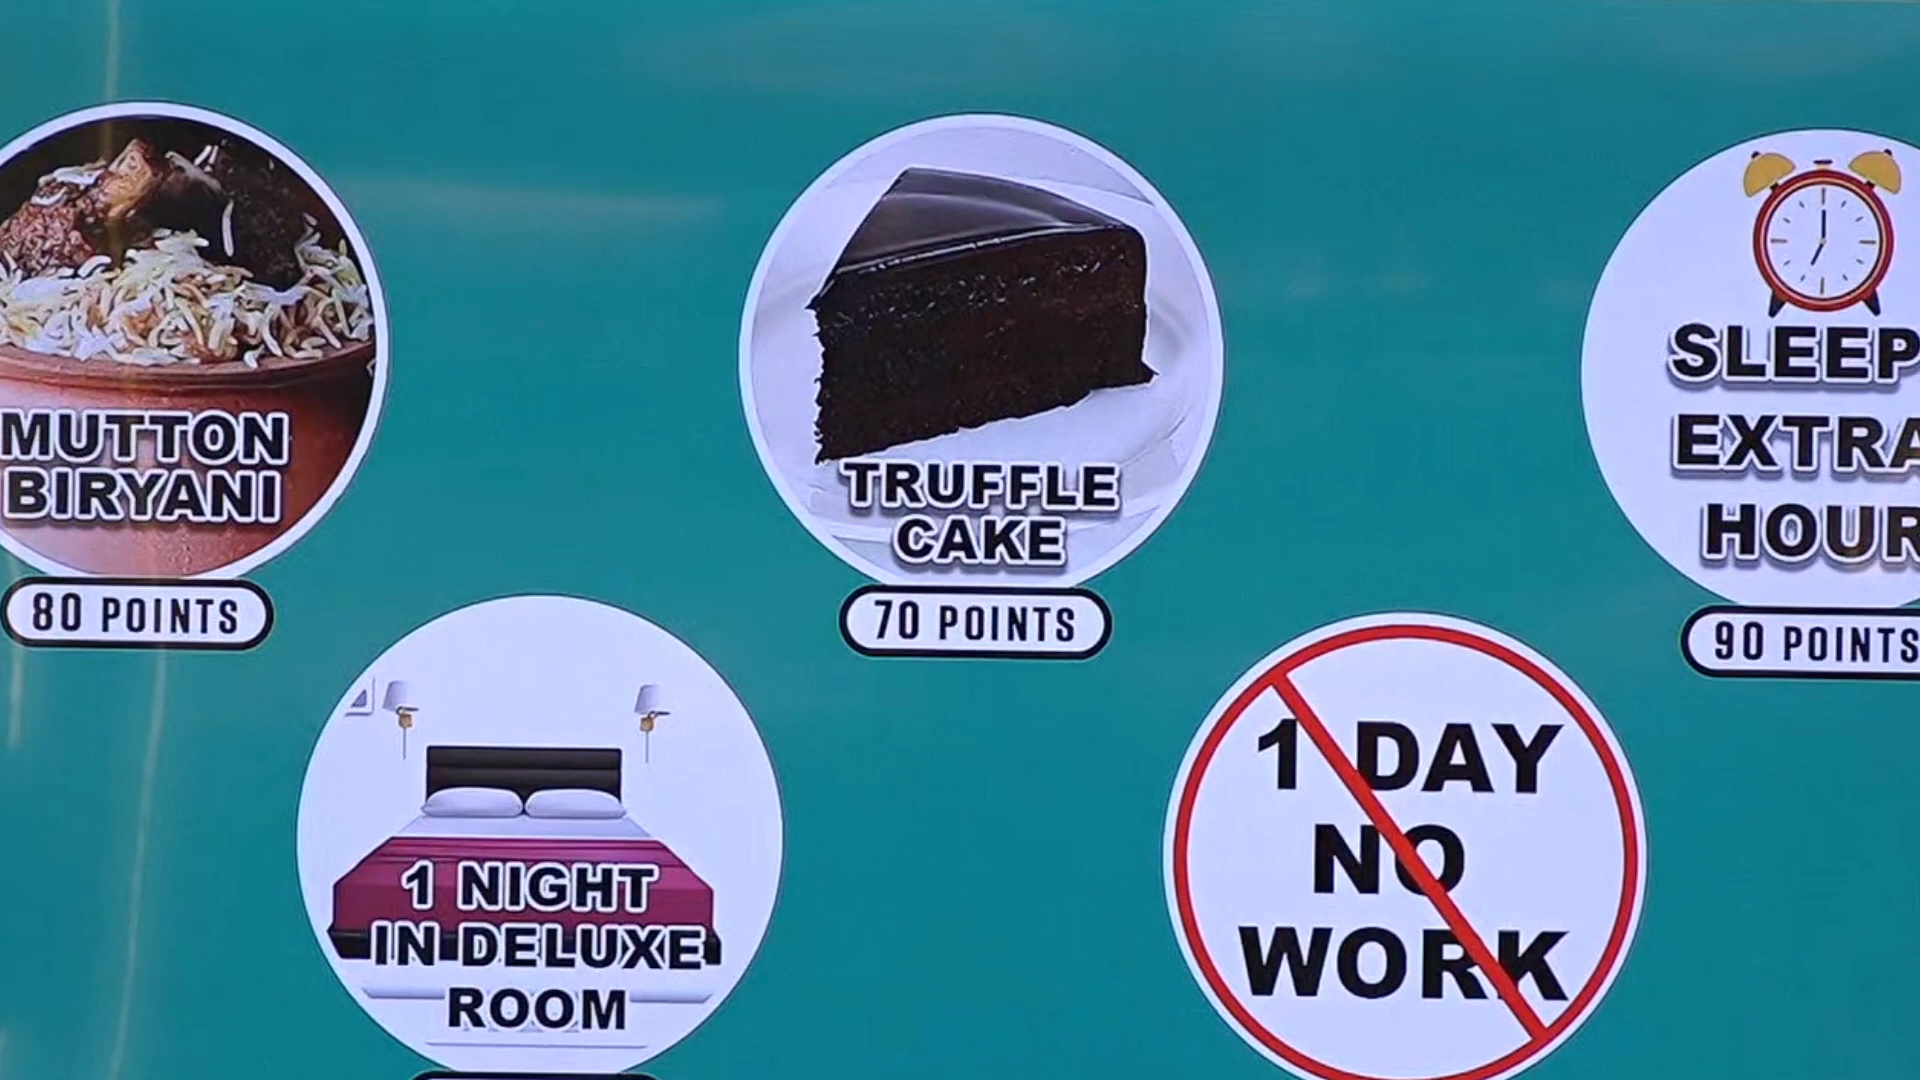 MUTTON
BIRYANI
80 POINTS
TRUFFLE
CAKE
70 POINTS
SLEEP
EXTRA
HOUR
90 POINTS
1 NIGHT
IN DELUXE
ROOM
1 DAY
NO
WORK